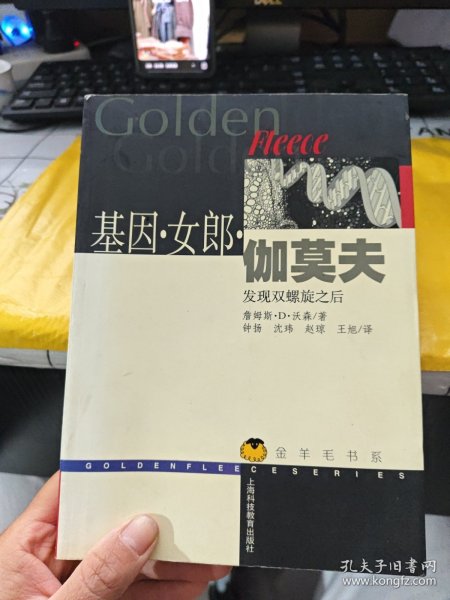 DELL
Golden
Gold
Fleece
基因·女郎·
伽莫夫
发现双螺旋之后
詹姆斯·D·沃森/著
钟扬 沈玮 赵琼 王旭/译
金羊毛书系
GOLDENFLEECESERIES
上海科技教育出版社
孔夫子旧书网
www.kongfz.com